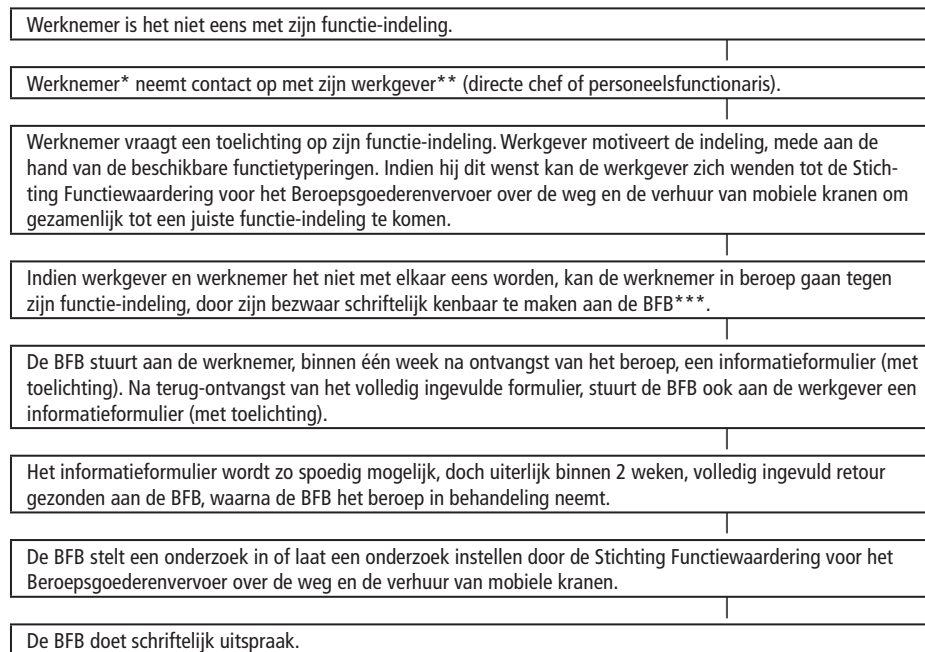 Werknemer is het niet eens met zijn functie-indeling.
Werknemer* neemt contact op met zijn werkgever** (directe chef of personeelsfunctionaris).
Werknemer vraagt een toelichting op zijn functie-indeling. Werkgever motiveert de indeling, mede aan de
hand van de beschikbare functietyperingen. Indien hij dit wenst kan de werkgever zich wenden tot de Stich-
ting Functiewaardering voor het Beroepsgoederenvervoer over de weg en de verhuur van mobiele kranen om
gezamenlijk tot een juiste functie-indeling te komen.
Indien werkgever en werknemer het niet met elkaar eens worden, kan de werknemer in beroep gaan tegen
zijn functie-indeling, door zijn bezwaar schriftelijk kenbaar te maken aan de BFB***.
De BFB stuurt aan de werknemer, binnen één week na ontvangst van het beroep, een informatieformulier (met
toelichting). Na terug-ontvangst van het volledig ingevulde formulier, stuurt de BFB ook aan de werkgever een
informatieformulier (met toelichting).
Het informatieformulier wordt zo spoedig mogelijk, doch uiterlijk binnen 2 weken, volledig ingevuld retour
gezonden aan de BFB, waarna de BFB het beroep in behandeling neemt.
De BFB stelt een onderzoek in of laat een onderzoek instellen door de Stichting Functiewaardering voor het
Beroepsgoederenvervoer over de weg en de verhuur van mobiele kranen.
De BFB doet schriftelijk uitspraak.